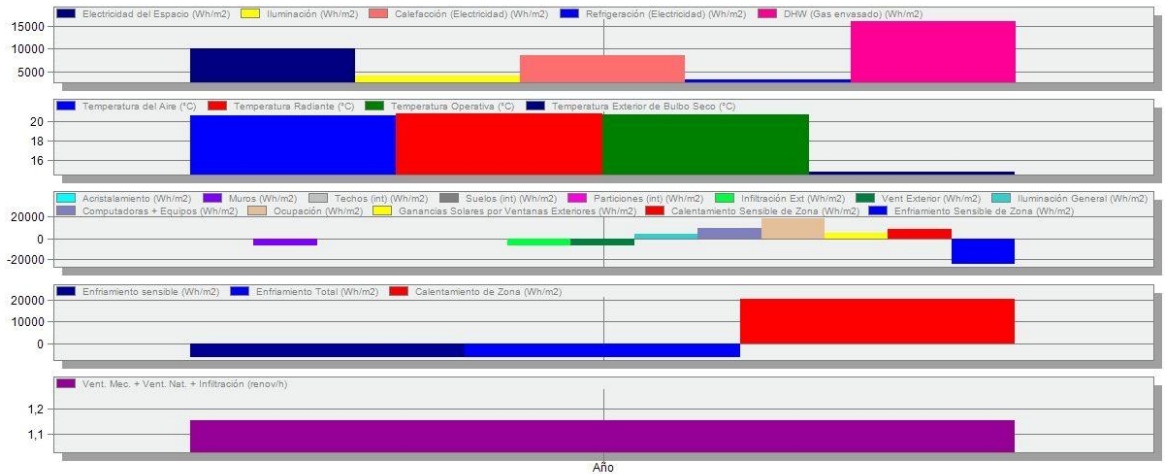 Electricidad del Espacio (Wh/m2) Iluminación (Wh/m2) Calefacción (Electricidad) (Wh/m2) Refrigeración (Electricidad) (Wh/m2) DHW (Gas envasado) (Wh/m2)
15000
10000
5000
Temperatura del Aire (°C) Temperatura Radiante (°C) Temperatura Operativa (°C) Temperatura Exterior de Bulbo Seco (°C)
20
18
16
Acristalamiento (Wh/m2) Muros (Wh/m2) Techos (int) (Wh/m2) Suelos (int) (Wh/m2) Particiones (int) (Wh/m2) Infiltración Ext (Wh/m2) Vent Exterior (Wh/m2) Iluminación General (Wh/m2)
Computadoras + Equipos (Wh/m2) Ocupación (Wh/m2) Ganancias Solares por Ventanas Exteriores (Wh/m2) Calentamiento Sensible de Zona (Wh/m2) Enfriamiento Sensible de Zona (Wh/m2)
20000
0
-20000
Enfriamiento sensible (Wh/m2) Enfriamiento Total (Wh/m2) Calentamiento de Zona (Wh/m2)
20000
10000
0
Vent. Mec. + Vent. Nat. + Infiltración (renov/h)
1,2
1,1
Año